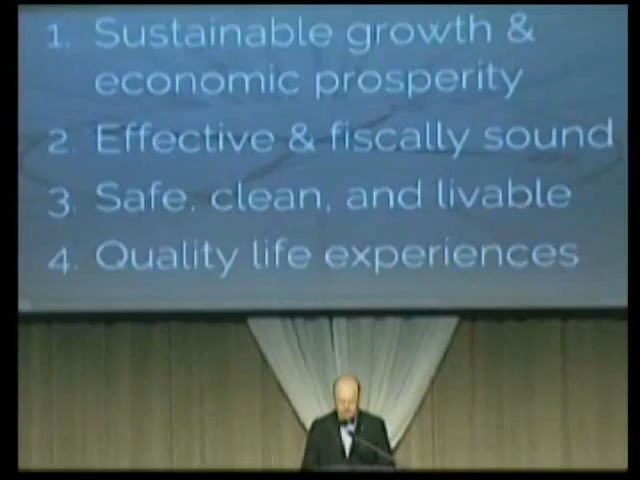 1. Sustainable growth &
economic prosperity
2. Effective & fiscally sound
3. Safe, clean, and livable
4. Quality life experiences